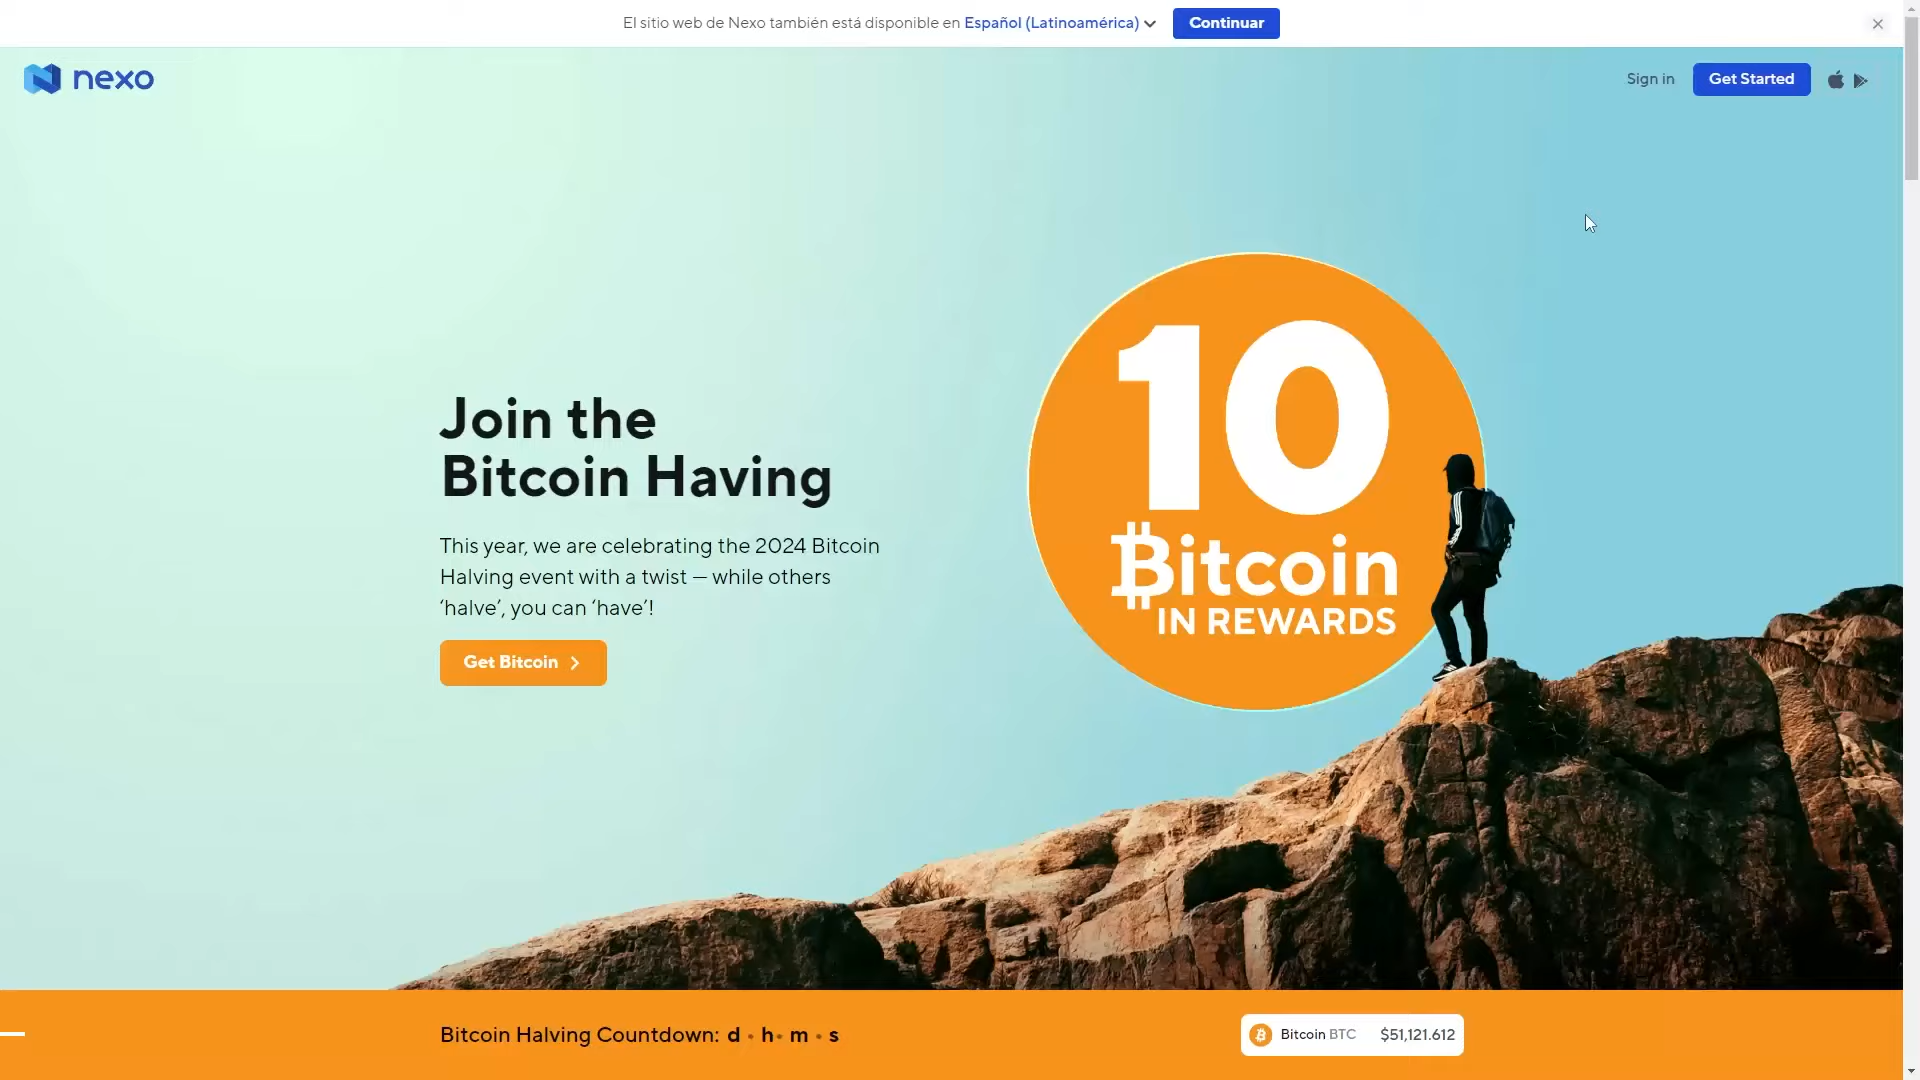 El sitio web de Nexo también está disponible en Español (Latinoamérica) Continuar
nexo
Sign in Get Started
10
Bitcoin
IN REWARDS
Join the
Bitcoin Having
This year, we are celebrating the 2024 Bitcoin
Halving event with a twist — while others
‘halve’, you can ‘have’!
Get Bitcoin
Bitcoin Halving Countdown: d • h • m • s
Bitcoin BTC $51,121.612